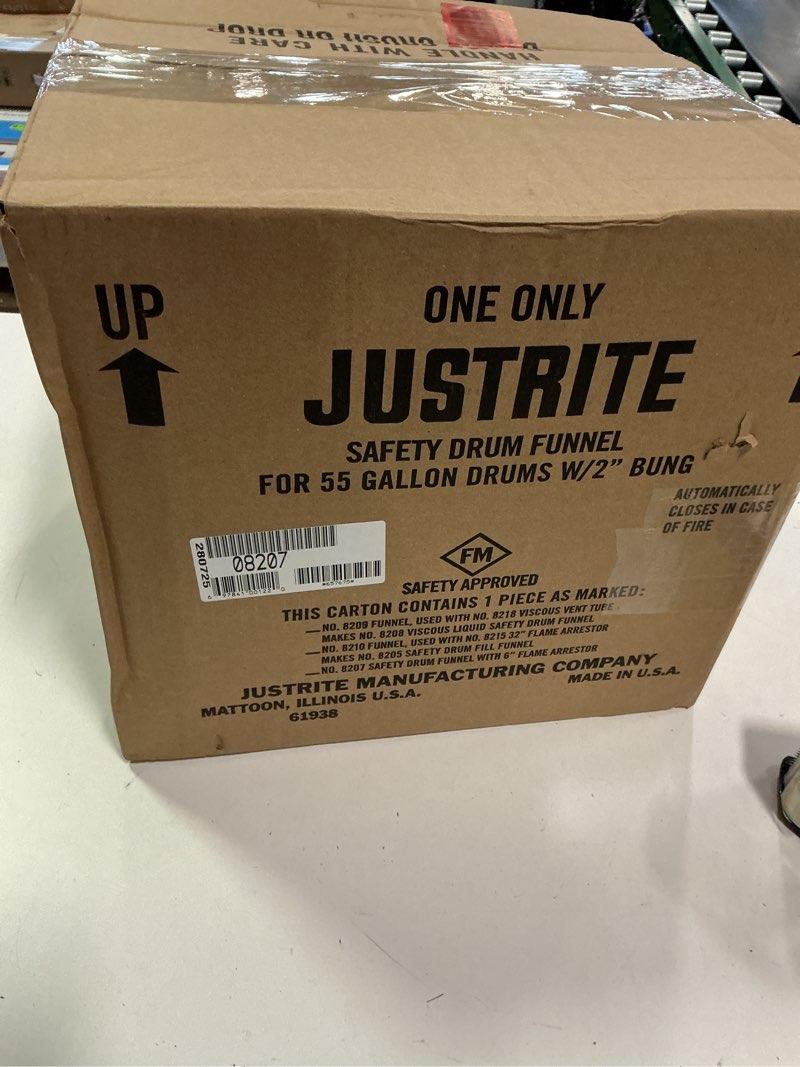 HANDLE WITH CARE
OR DROP
UP
ONE ONLY
JUSTRITE
SAFETY DRUM FUNNEL
FOR 55 GALLON DRUMS W/2" BUNG
AUTOMATICALLY
CLOSES IN CASE
OF FIRE
280725
08207
FM
SAFETY APPROVED
THIS CARTON CONTAINS 1 PIECE AS MARKED:
—NO. 8209 FUNNEL, USED WITH NO. 8218 VISCOUS VENT TUBE
MAKES NO. 8208 VISCOUS LIQUID SAFETY DRUM FUNNEL
—NO. 8210 FUNNEL, USED WITH NO. 8215 32" FLAME ARRESTOR
MAKES NO. 8205 SAFETY DRUM FILL FUNNEL
—NO. 8207 SAFETY DRUM FUNNEL WITH 6" FLAME ARRESTOR
JUSTRITE MANUFACTURING COMPANY
MATTOON, ILLINOIS U.S.A. MADE IN U.S.A.
61938